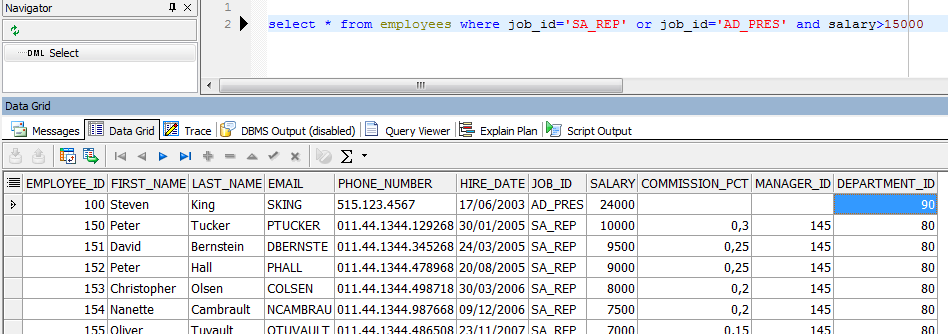 Navigator
DML Select
1
2 select * from employees where job_id='SA_REP' or job_id='AD_PRES' and salary>15000
Data Grid
Messages Data Grid Trace DBMS Output (disabled) Query Viewer Explain Plan Script Output
EMPLOYEE_ID FIRST_NAME LAST_NAME EMAIL PHONE_NUMBER HIRE_DATE JOB_ID SALARY COMMISSION_PCT MANAGER_ID DEPARTMENT_ID
100 Steven King SKING 515.123.4567 17/06/2003 AD_PRES 24000 90
150 Peter Tucker PTUCKER 011.44.1344.129268 30/01/2005 SA_REP 10000 0,3 145 80
151 David Bernstein DBERNSTE 011.44.1344.345268 24/03/2005 SA_REP 9500 0,25 145 80
152 Peter Hall PHALL 011.44.1344.478968 20/08/2005 SA_REP 9000 0,25 145 80
153 Christopher Olsen COLSEN 011.44.1344.498718 30/03/2006 SA_REP 8000 0,2 145 80
154 Nanette Cambrault NCAMBRAU 011.44.1344.987668 09/12/2006 SA_REP 7500 0,2 145 80
155 Oliver Tuvault OTUVAULT 011.44.1344.486508 23/11/2007 SA_REP 7000 0,15 145 80